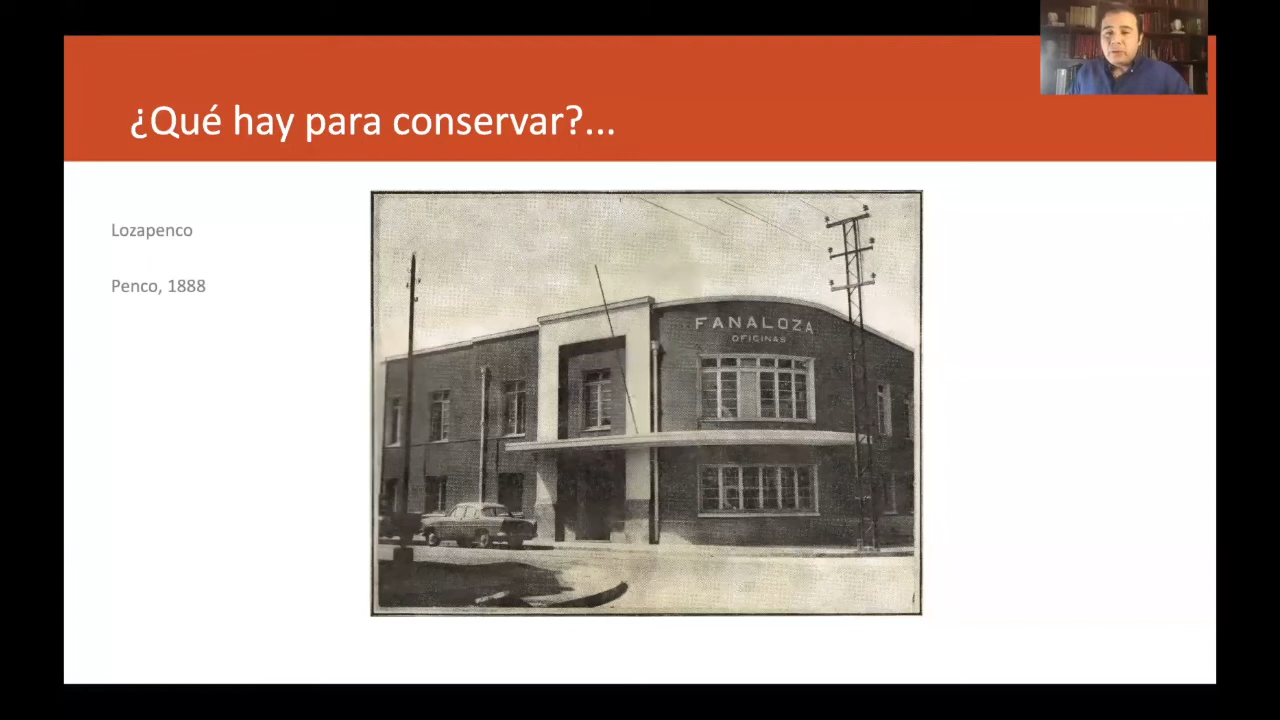 ¿Qué hay para conservar?...
Lozapenco
Penco, 1888
FANALOZA
OFICINAS